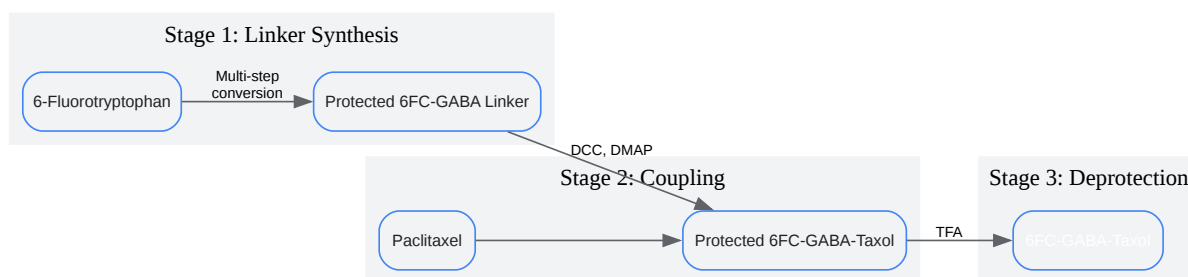 Stage 1: Linker Synthesis
6-Fluorotryptophan
Multi-step
conversion
Protected 6FC-GABA Linker
DCC, DMAP
Stage 2: Coupling
Paclitaxel
Protected 6FC-GABA-Taxol
TFA
Stage 3: Deprotection
6FC-GABA-Taxol